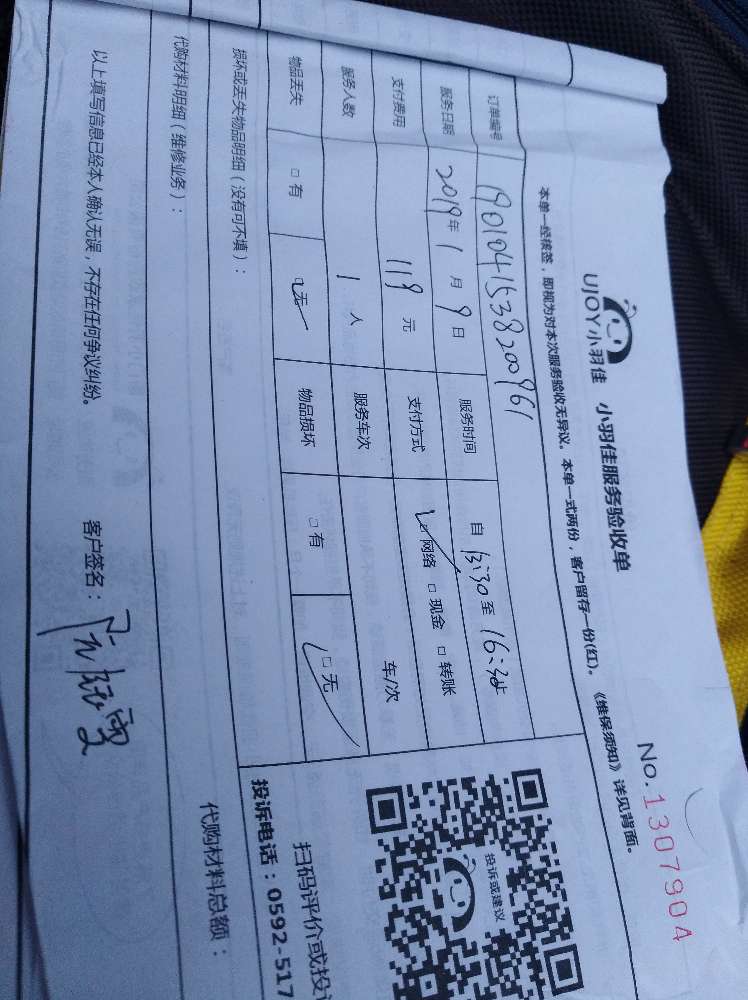 UJOY小羽佳 小羽佳服务验收单
No.1307904
本单一经接签，即视为对本次服务验收无异议。本单一式两份，客户留存一份(红)。《维保须知》详见背面。
订单编号 1901041538200961
服务日期 2019年1月9日 服务时间 自13:30至16:30
支付费用 119元 支付方式 □网络 □现金 □转账
服务人数 1人 服务车次 车/次
物品丢失 □有 □无 物品损坏 □有 □无
损坏或丢失物品明细（没有可不填）：
代购材料明细（维修业务）：
代购材料总额：
以上填写信息已经本人确认无误，不存在任何争议纠纷。 客户签名：
投诉或建议
扫码评价或投
投诉电话：0592-517